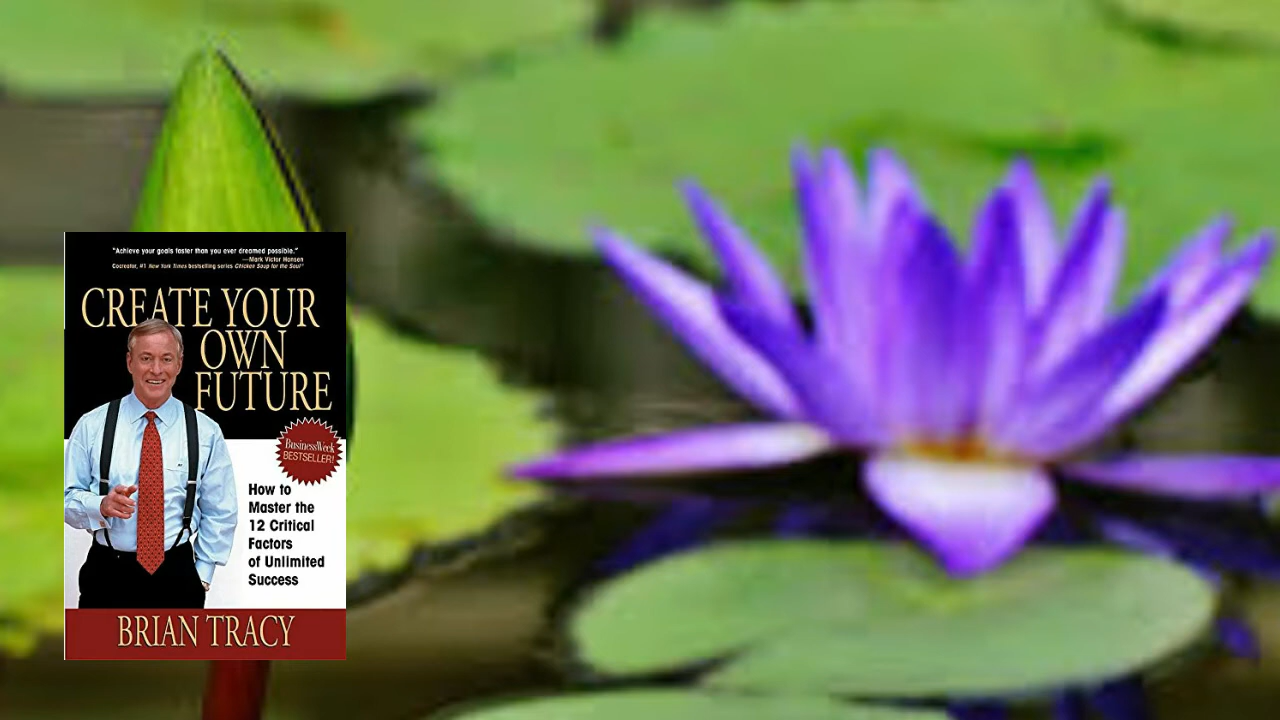 "Achieve your goals faster than you ever dreamed possible."
—Mark Victor Hansen
Cocreator, #1 New York Times bestselling series Chicken Soup for the Soul®
CREATE YOUR
OWN
FUTURE
BusinessWeek
BESTSELLER!
How to
Master the
12 Critical
Factors
of Unlimited
Success
BRIAN TRACY